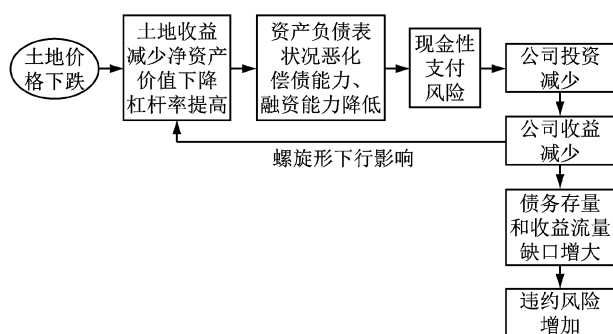 土地价
格下跌
土地收益
减少净资产
价值下降
杠杆率提高
资产负债表
状况恶化
偿债能力、
融资能力降低
现金性
支付
风险
公司投资
减少
公司收益
减少
螺旋形下行影响
债务存量
和收益流量
缺口增大
违约风险
增加